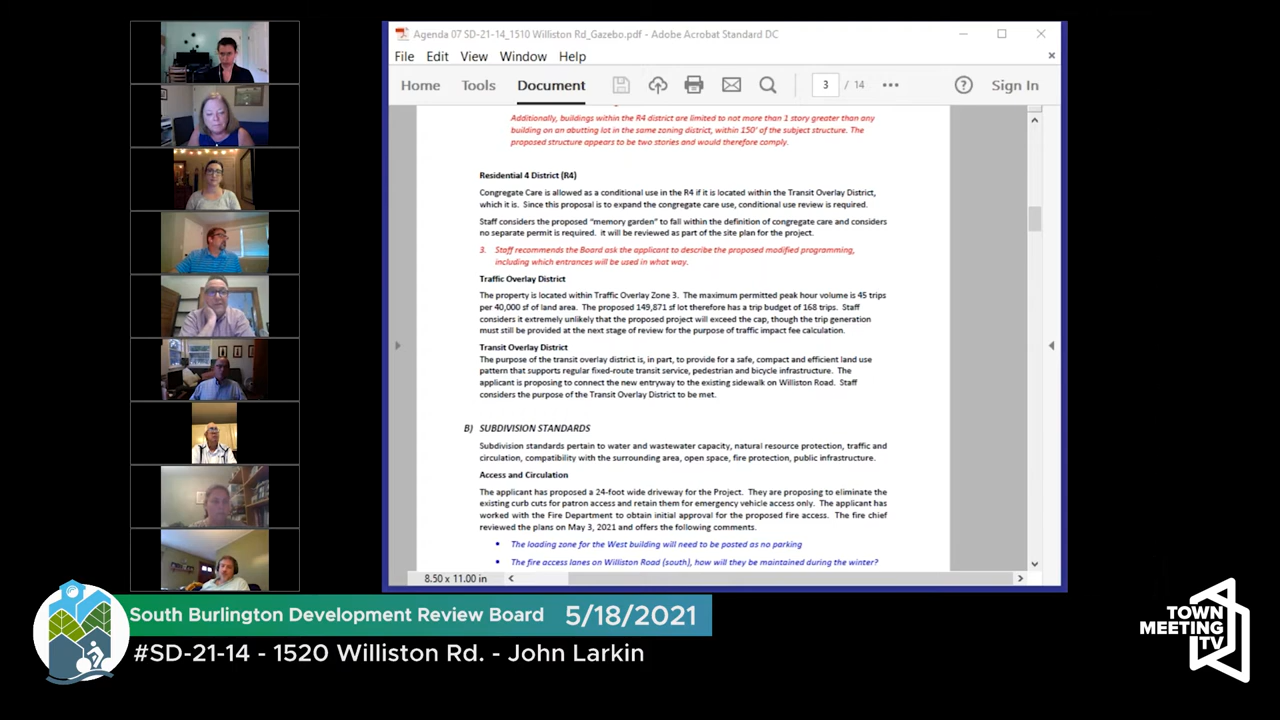 Agenda 07 SD-21-14_1510 Williston Rd_Gazebo.pdf - Adobe Acrobat Standard DC
File Edit View Window Help
Home Tools Document 3 / 14 Sign In
Additionally, buildings within the R4 district are limited to not more than 1 story greater than any
building on an abutting lot in the same zoning district, within 150' of the subject structure. The
proposed structure appears to be two stories and would therefore comply.
Residential 4 District (R4)
Congregate Care is allowed as a conditional use in the R4 if it is located within the Transit Overlay District,
which it is. Since this proposal is to expand the congregate care use, conditional use review is required.
Staff considers the proposed "memory garden" to fall within the definition of congregate care and considers
no separate permit is required. it will be reviewed as part of the site plan for the project.
3. Staff recommends the Board ask the applicant to describe the proposed modified programming,
including which entrances will be used in what way.
Traffic Overlay District
The property is located within Traffic Overlay Zone 3. The maximum permitted peak hour volume is 45 trips
per 40,000 sf of land area. The proposed 149,871 sf lot therefore has a trip budget of 168 trips. Staff
considers it extremely unlikely that the proposed project will exceed the cap, though the trip generation
must still be provided at the next stage of review for the purpose of traffic impact fee calculation.
Transit Overlay District
The purpose of the transit overlay district is, in part, to provide for a safe, compact and efficient land use
pattern that supports regular fixed-route transit service, pedestrian and bicycle infrastructure. The
applicant is proposing to connect the new entryway to the existing sidewalk on Williston Road. Staff
considers the purpose of the Transit Overlay District to be met.
B) SUBDIVISION STANDARDS
Subdivision standards pertain to water and wastewater capacity, natural resource protection, traffic and
circulation, compatibility with the surrounding area, open space, fire protection, public infrastructure.
Access and Circulation
The applicant has proposed a 24-foot wide driveway for the Project. They are proposing to eliminate the
existing curb cuts for patron access and retain them for emergency vehicle access only. The applicant has
worked with the Fire Department to obtain initial approval for the proposed fire access. The fire chief
reviewed the plans on May 3, 2021 and offers the following comments.
• The loading zone for the West building will need to be posted as no parking
• The fire access lanes on Williston Road (south), how will they be maintained during the winter?
8.50 x 11.00 in
South Burlington Development Review Board 5/18/2021
#SD-21-14 - 1520 Williston Rd. - John Larkin
TOWN
MEETING
TV